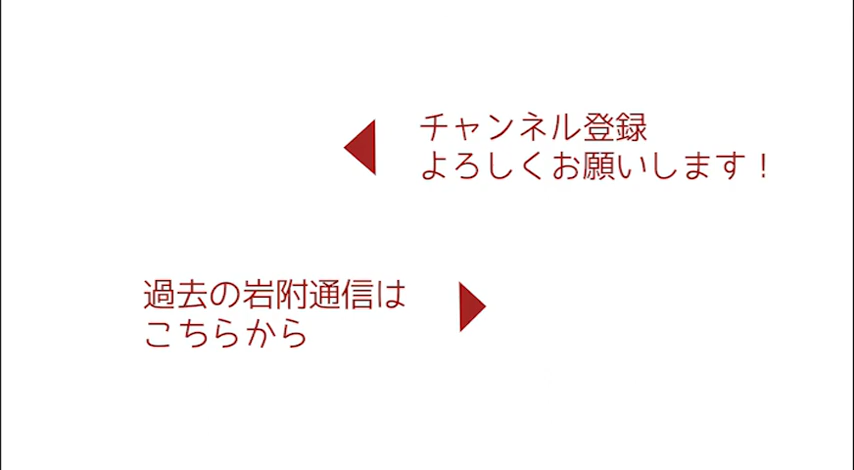 チャンネル登録
よろしくお願いします！
過去の岩附通信は
こちらから